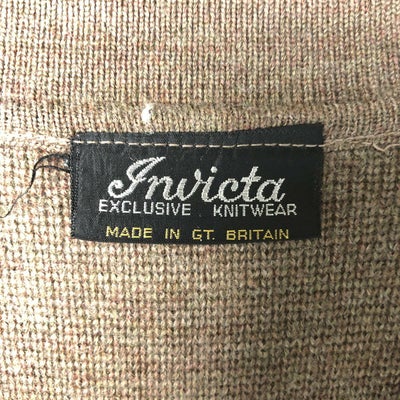 Invicta
EXCLUSIVE . KNITWEAR
MADE IN GT. BRITAIN